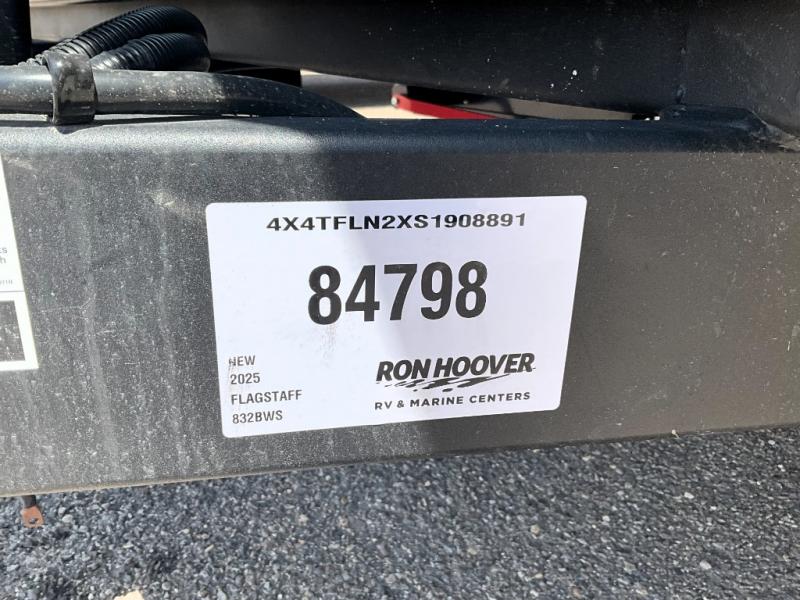 4X4TFLN2XS1908891
84798
NEW
2025
FLAGSTAFF
832BWS
RON HOOVER
RV & MARINE CENTERS